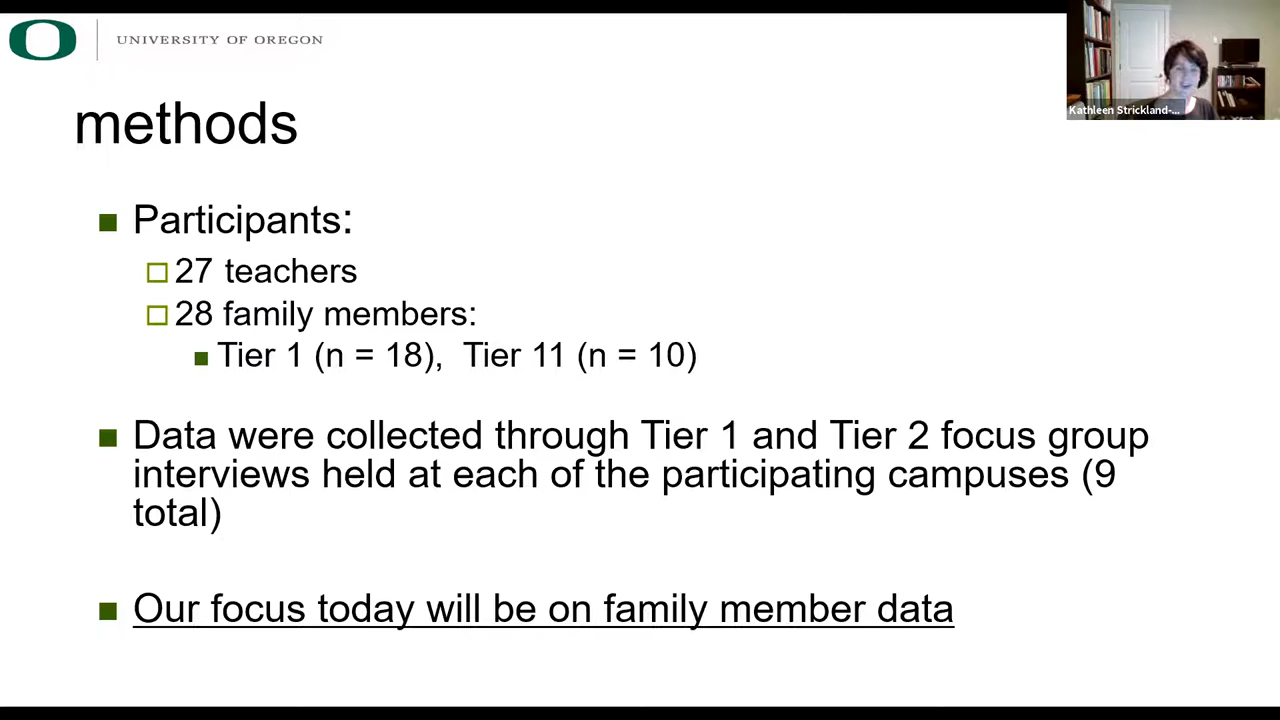 UNIVERSITY OF OREGON
Kathleen Strickland-...
methods
Participants:
27 teachers
28 family members:
Tier 1 (n = 18), Tier 11 (n = 10)
Data were collected through Tier 1 and Tier 2 focus group
interviews held at each of the participating campuses (9
total)
Our focus today will be on family member data